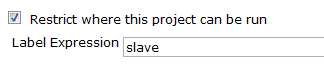 Restrict where this project can be run
Label Expression slave